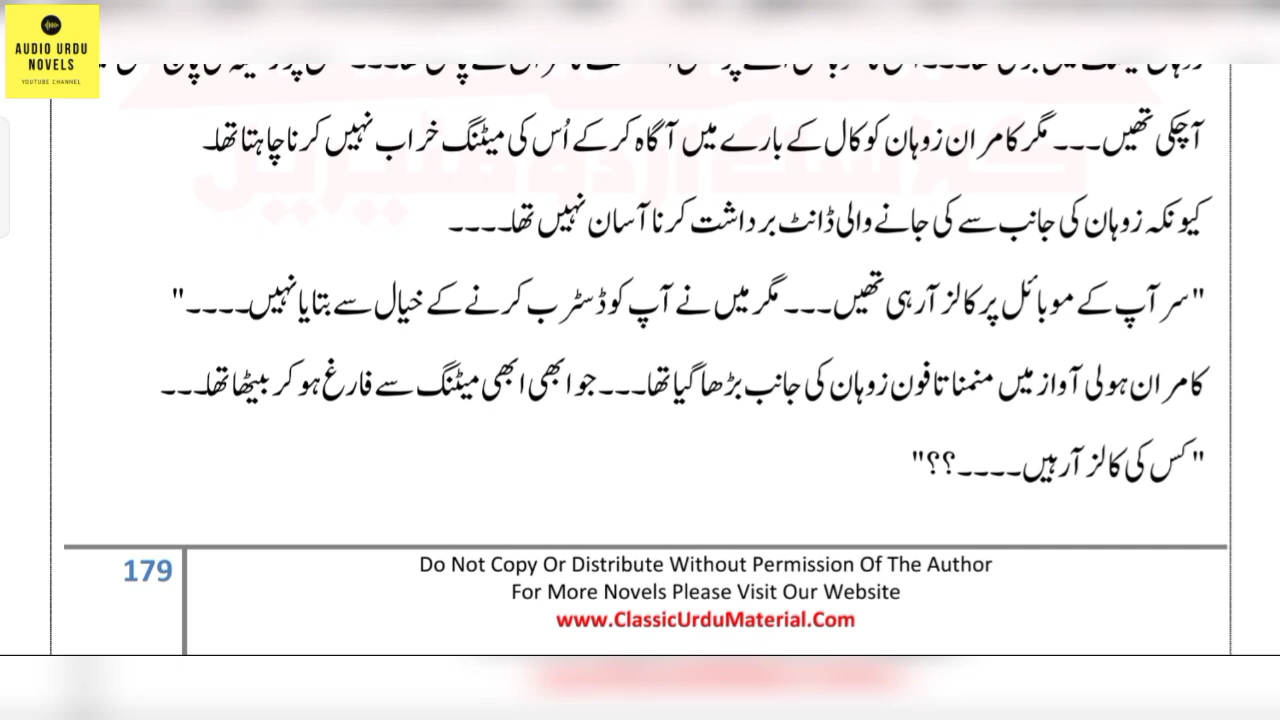 AUDIO URDU
NOVELS
YOUTUBE CHANNEL
آچکی تھیں۔۔۔ مگر کامران زوہان کو کال کے بارے میں آگاہ کرکے اُس کی میٹنگ خراب نہیں کرنا چاہتا تھا۔
کیونکہ زوہان کی جانب سے کی جانے والی ڈانٹ برداشت کرنا آسان نہیں تھا۔۔۔۔
"سر آپ کے موبائل پر کالز آرہی تھیں۔۔۔ مگر میں نے آپ کو ڈسٹرب کرنے کے خیال سے بتایا نہیں۔۔۔۔"
کامران ہولی آواز میں منمناتا فون زوہان کی جانب بڑھا گیا تھا۔۔۔ جو ابھی ابھی میٹنگ سے فارغ ہو کر بیٹھا تھا۔۔۔
"کس کی کالز آرہیں۔۔۔۔؟؟"
179
Do Not Copy Or Distribute Without Permission Of The Author
For More Novels Please Visit Our Website
www.ClassicUrduMaterial.Com